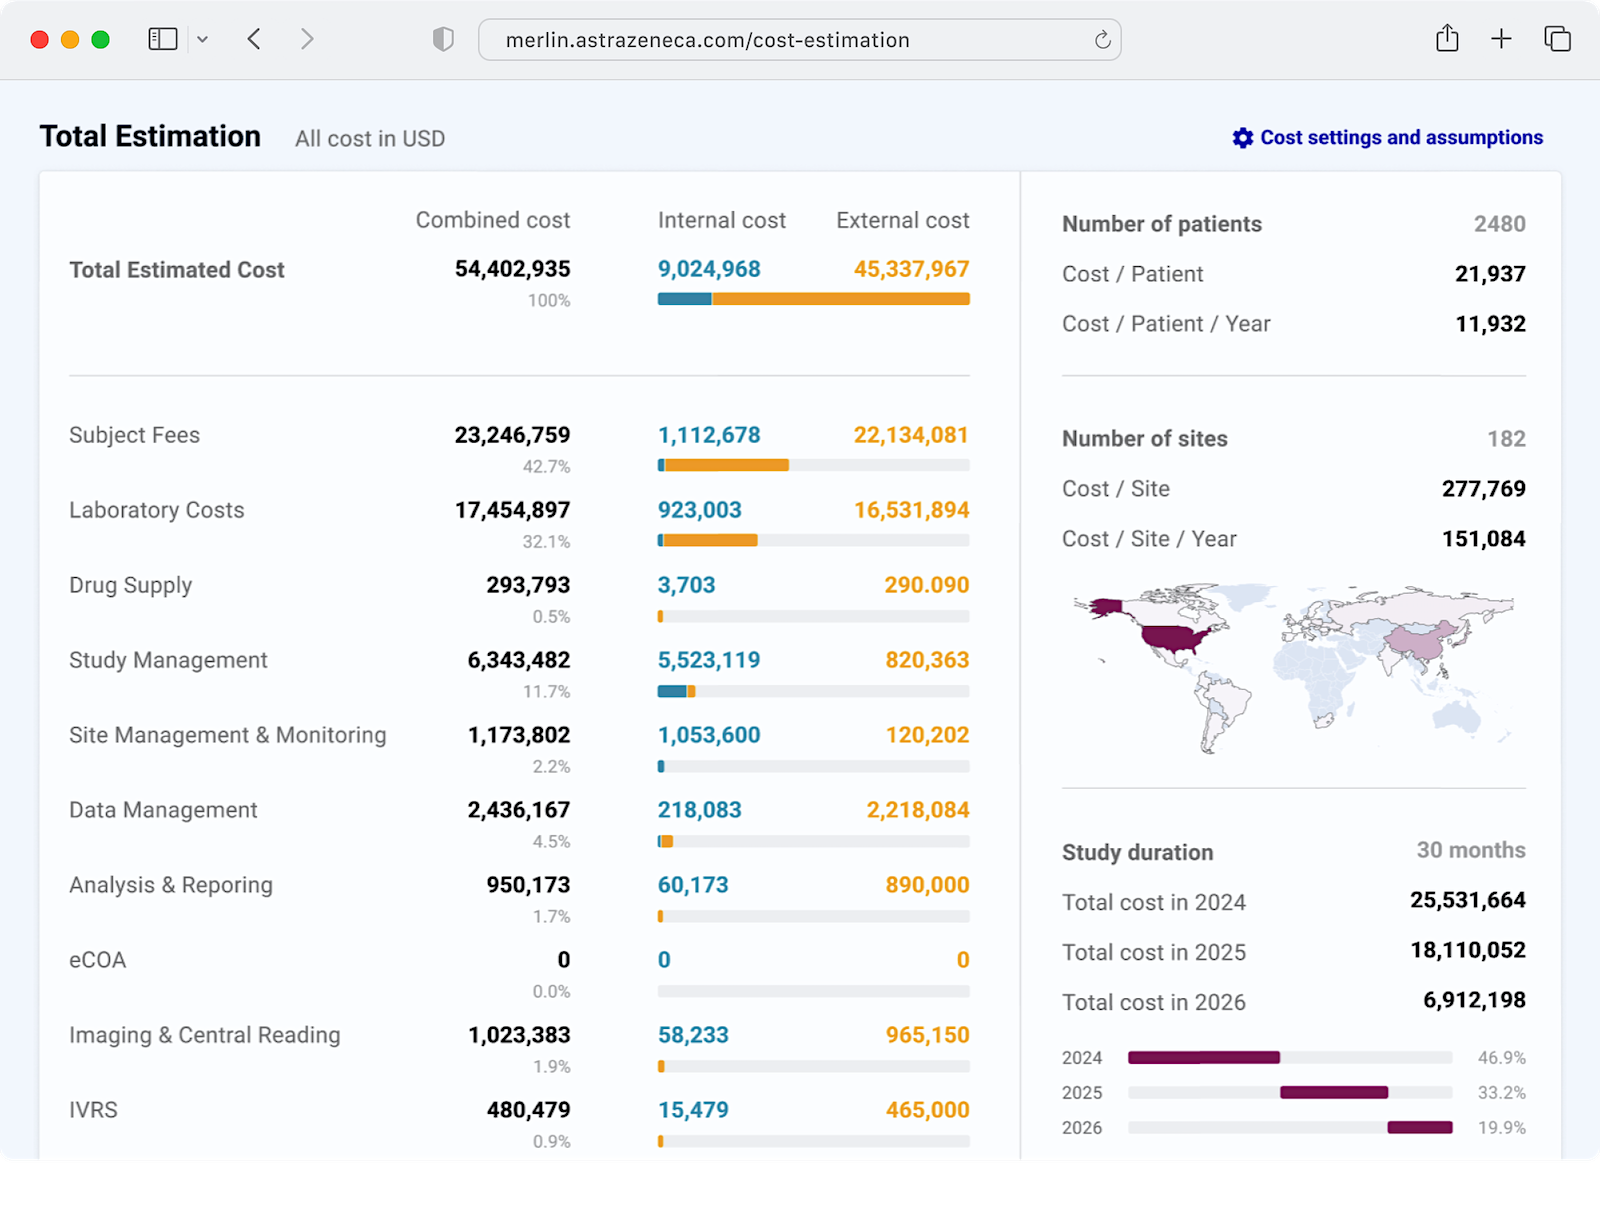 merlin.astrazeneca.com/cost-estimation
Total Estimation All cost in USD
Cost settings and assumptions
Combined cost Internal cost External cost
Total Estimated Cost 54,402,935 9,024,968 45,337,967
100%
Subject Fees 23,246,759 1,112,678 22,134,081
42.7%
Laboratory Costs 17,454,897 923,003 16,531,894
32.1%
Drug Supply 293,793 3,703 290.090
0.5%
Study Management 6,343,482 5,523,119 820,363
11.7%
Site Management & Monitoring 1,173,802 1,053,600 120,202
2.2%
Data Management 2,436,167 218,083 2,218,084
4.5%
Analysis & Reporing 950,173 60,173 890,000
1.7%
eCOA 0 0 0
0.0%
Imaging & Central Reading 1,023,383 58,233 965,150
1.9%
IVRS 480,479 15,479 465,000
0.9%
Number of patients 2480
Cost / Patient 21,937
Cost / Patient / Year 11,932
Number of sites 182
Cost / Site 277,769
Cost / Site / Year 151,084
Study duration 30 months
Total cost in 2024 25,531,664
Total cost in 2025 18,110,052
Total cost in 2026 6,912,198
2024 46.9%
2025 33.2%
2026 19.9%